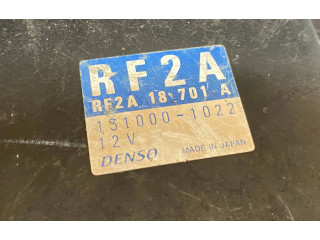 RF2A
RF2A 18 701 A
131000-1022
12V
DENSO MADE IN JAPAN